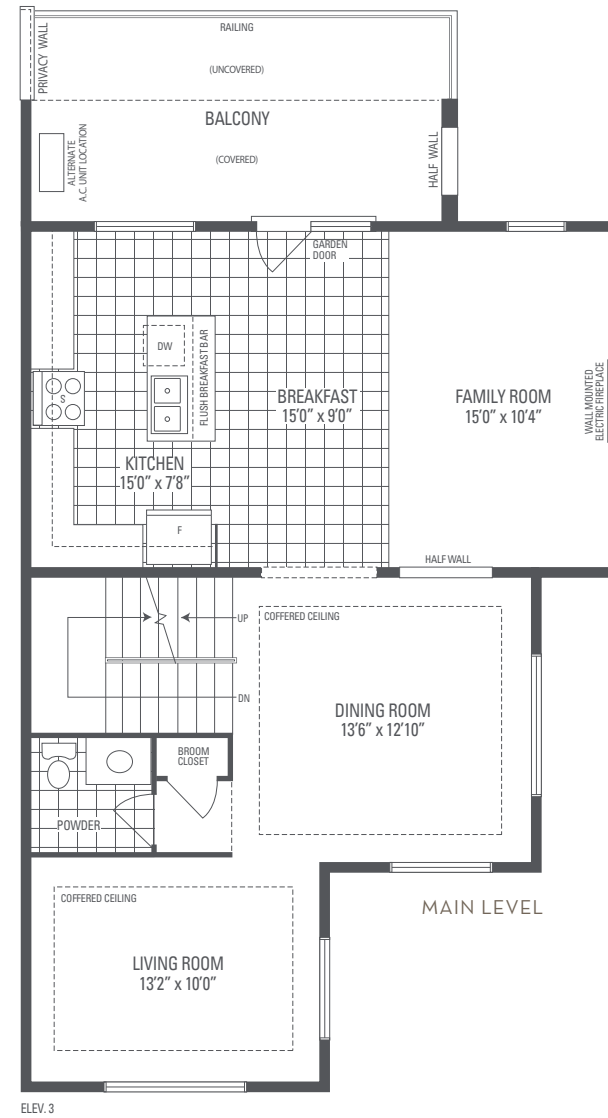 RAILING
PRIVACY WALL
(UNCOVERED)
BALCONY
ALTERNATE
A.C. UNIT LOCATION
(COVERED)
HALF WALL
GARDEN
DOOR
DW
FLUSH BREAKFAST BAR
S
BREAKFAST
15'0" x 9'0"
FAMILY ROOM
15'0" x 10'4"
WALL MOUNTED
ELECTRIC FIREPLACE
KITCHEN
15'0" x 7'8"
F
HALF WALL
UP
COFFERED CEILING
DN
DINING ROOM
13'6" x 12'10"
BROOM
CLOSET
POWDER
COFFERED CEILING
MAIN LEVEL
LIVING ROOM
13'2" x 10'0"
ELEV. 3